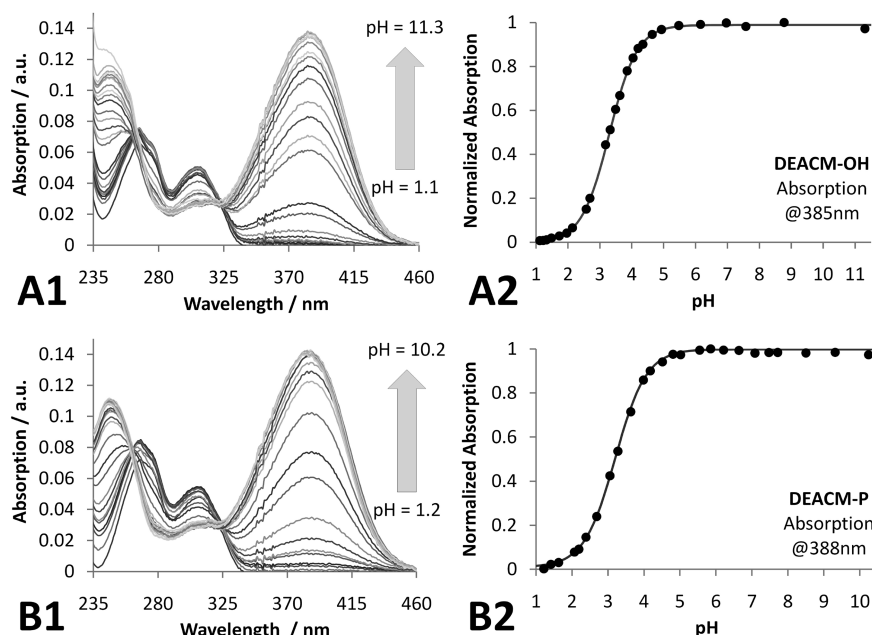 0.14
0.12
0.1
0.08
0.06
0.04
0.02
0
Absorption / a.u.
235 280 325 370 415 460
Wavelength / nm
pH = 11.3
pH = 1.1
A1
1
0.8
0.6
0.4
0.2
0
Normalized Absorption
1 2 3 4 5 6 7 8 9 10 11
pH
DEACM-OH
Absorption
@385nm
A2
0.14
0.12
0.1
0.08
0.06
0.04
0.02
0
Absorption / a.u.
235 280 325 370 415 460
Wavelength / nm
pH = 10.2
pH = 1.2
B1
1
0.8
0.6
0.4
0.2
0
Normalized Absorption
1 2 3 4 5 6 7 8 9 10
pH
DEACM-P
Absorption
@388nm
B2